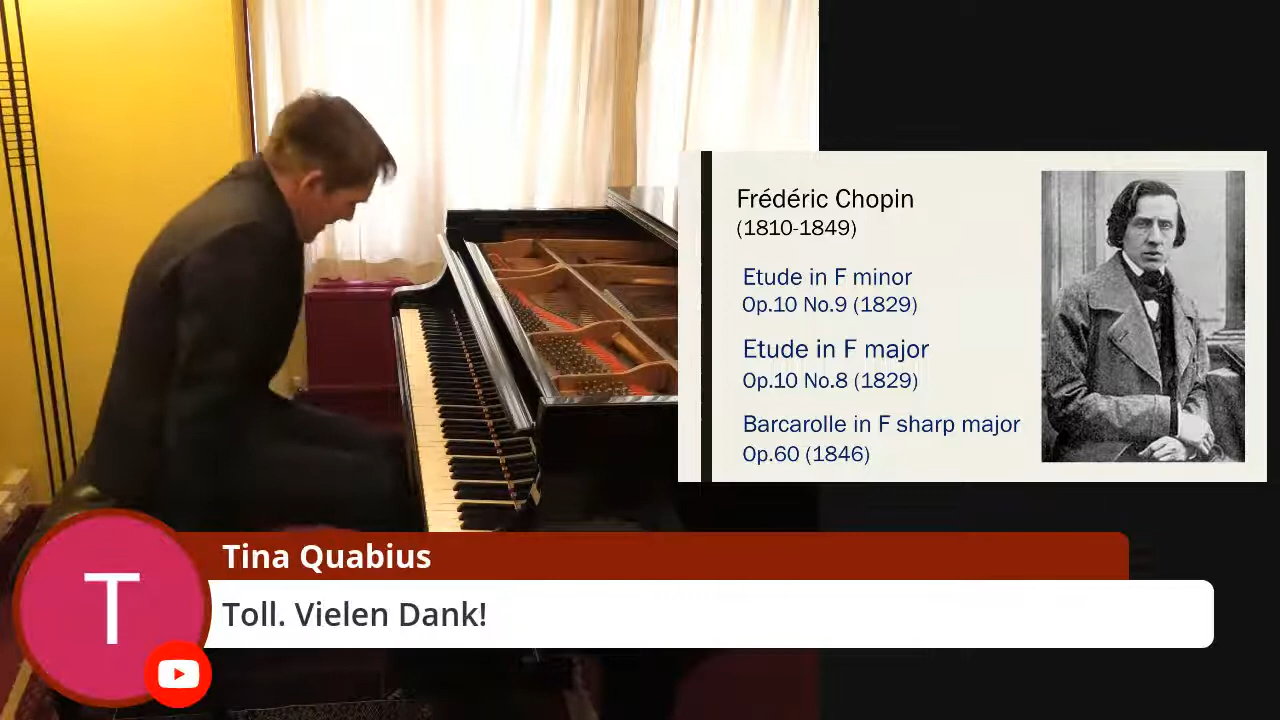 Frédéric Chopin
(1810-1849)
Etude in F minor
Op.10 No.9 (1829)
Etude in F major
Op.10 No.8 (1829)
Barcarolle in F sharp major
Op.60 (1846)
T
Tina Quabius
Toll. Vielen Dank!